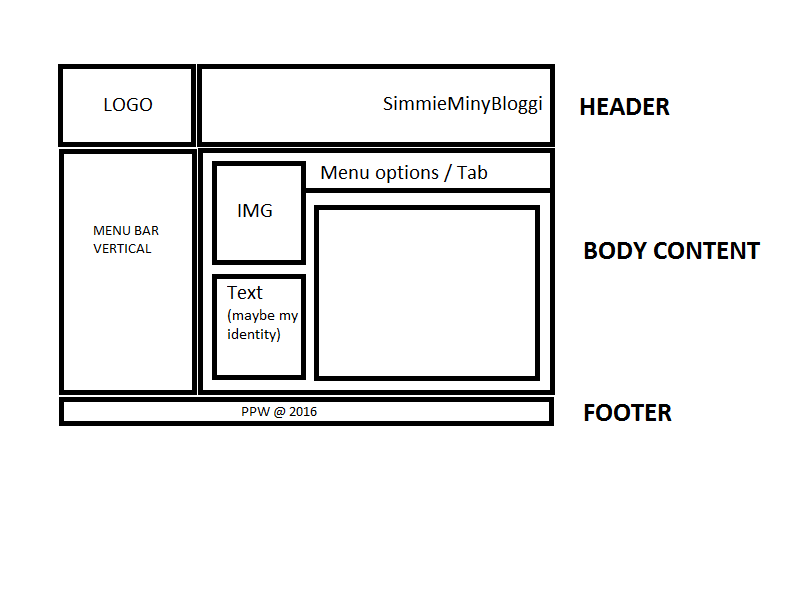 LOGO
SimmieMinyBloggi
HEADER
MENU BAR
VERTICAL
IMG
Menu options / Tab
Text
(maybe my
identity)
BODY CONTENT
PPW @ 2016
FOOTER